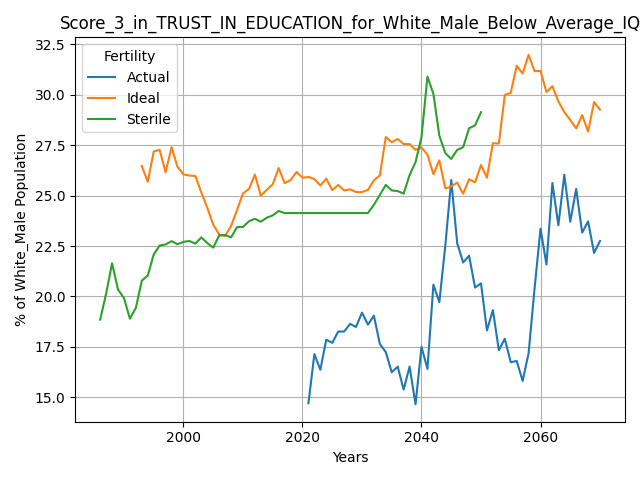 Score_3_in_TRUST_IN_EDUCATION_for_White_Male_Below_Average_IQ
Fertility
Actual
Ideal
Sterile
% of White_Male Population
32.5
30.0
27.5
25.0
22.5
20.0
17.5
15.0
2000
2020
2040
2060
Years